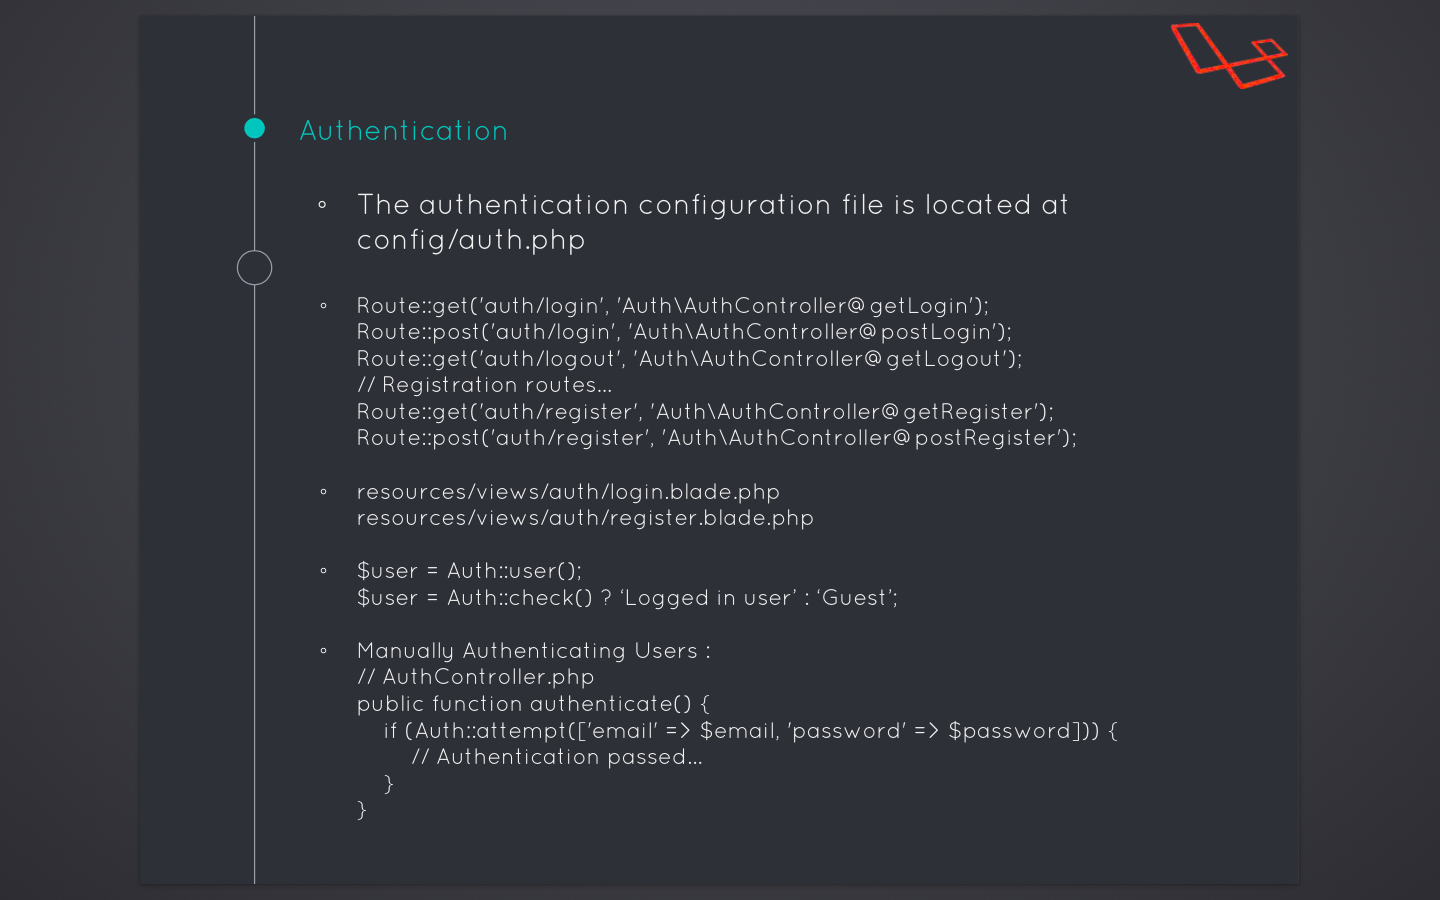 Authentication
The authentication configuration file is located at
config/auth.php
Route::get('auth/login', 'Auth\AuthController@getLogin');
Route::post('auth/login', 'Auth\AuthController@postLogin');
Route::get('auth/logout', 'Auth\AuthController@getLogout');
// Registration routes...
Route::get('auth/register', 'Auth\AuthController@getRegister');
Route::post('auth/register', 'Auth\AuthController@postRegister');
resources/views/auth/login.blade.php
resources/views/auth/register.blade.php
$user = Auth::user();
$user = Auth::check() ? ‘Logged in user’ : ‘Guest’;
Manually Authenticating Users :
// AuthController.php
public function authenticate() {
if (Auth::attempt(['email' => $email, 'password' => $password])) {
// Authentication passed...
}
}